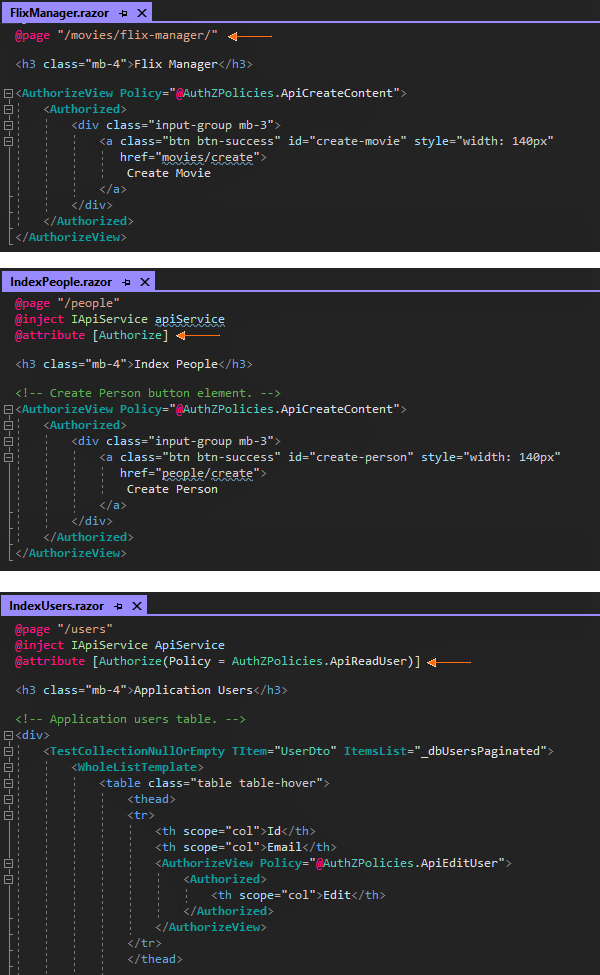 FlixManager.razor
@page "/movies/flix-manager/"
<h3 class="mb-4">Flix Manager</h3>
<AuthorizeView Policy="@AuthZPolicies.ApiCreateContent">
<Authorized>
<div class="input-group mb-3">
<a class="btn btn-success" id="create-movie" style="width: 140px"
href="movies/create">
Create Movie
</a>
</div>
</Authorized>
</AuthorizeView>
IndexPeople.razor
@page "/people"
@inject IApiService apiService
@attribute [Authorize]
<h3 class="mb-4">Index People</h3>
<!-- Create Person button element. -->
<AuthorizeView Policy="@AuthZPolicies.ApiCreateContent">
<Authorized>
<div class="input-group mb-3">
<a class="btn btn-success" id="create-person" style="width: 140px"
href="people/create">
Create Person
</a>
</div>
</Authorized>
</AuthorizeView>
IndexUsers.razor
@page "/users"
@inject IApiService ApiService
@attribute [Authorize(Policy = AuthZPolicies.ApiReadUser)]
<h3 class="mb-4">Application Users</h3>
<!-- Application users table. -->
<div>
<TestCollectionNullOrEmpty TItem="UserDto" ItemsList="_dbUsersPaginated">
<WholeListTemplate>
<table class="table table-hover">
<thead>
<tr>
<th scope="col">Id</th>
<th scope="col">Email</th>
<AuthorizeView Policy="@AuthZPolicies.ApiEditUser">
<Authorized>
<th scope="col">Edit</th>
</Authorized>
</AuthorizeView>
</tr>
</thead>